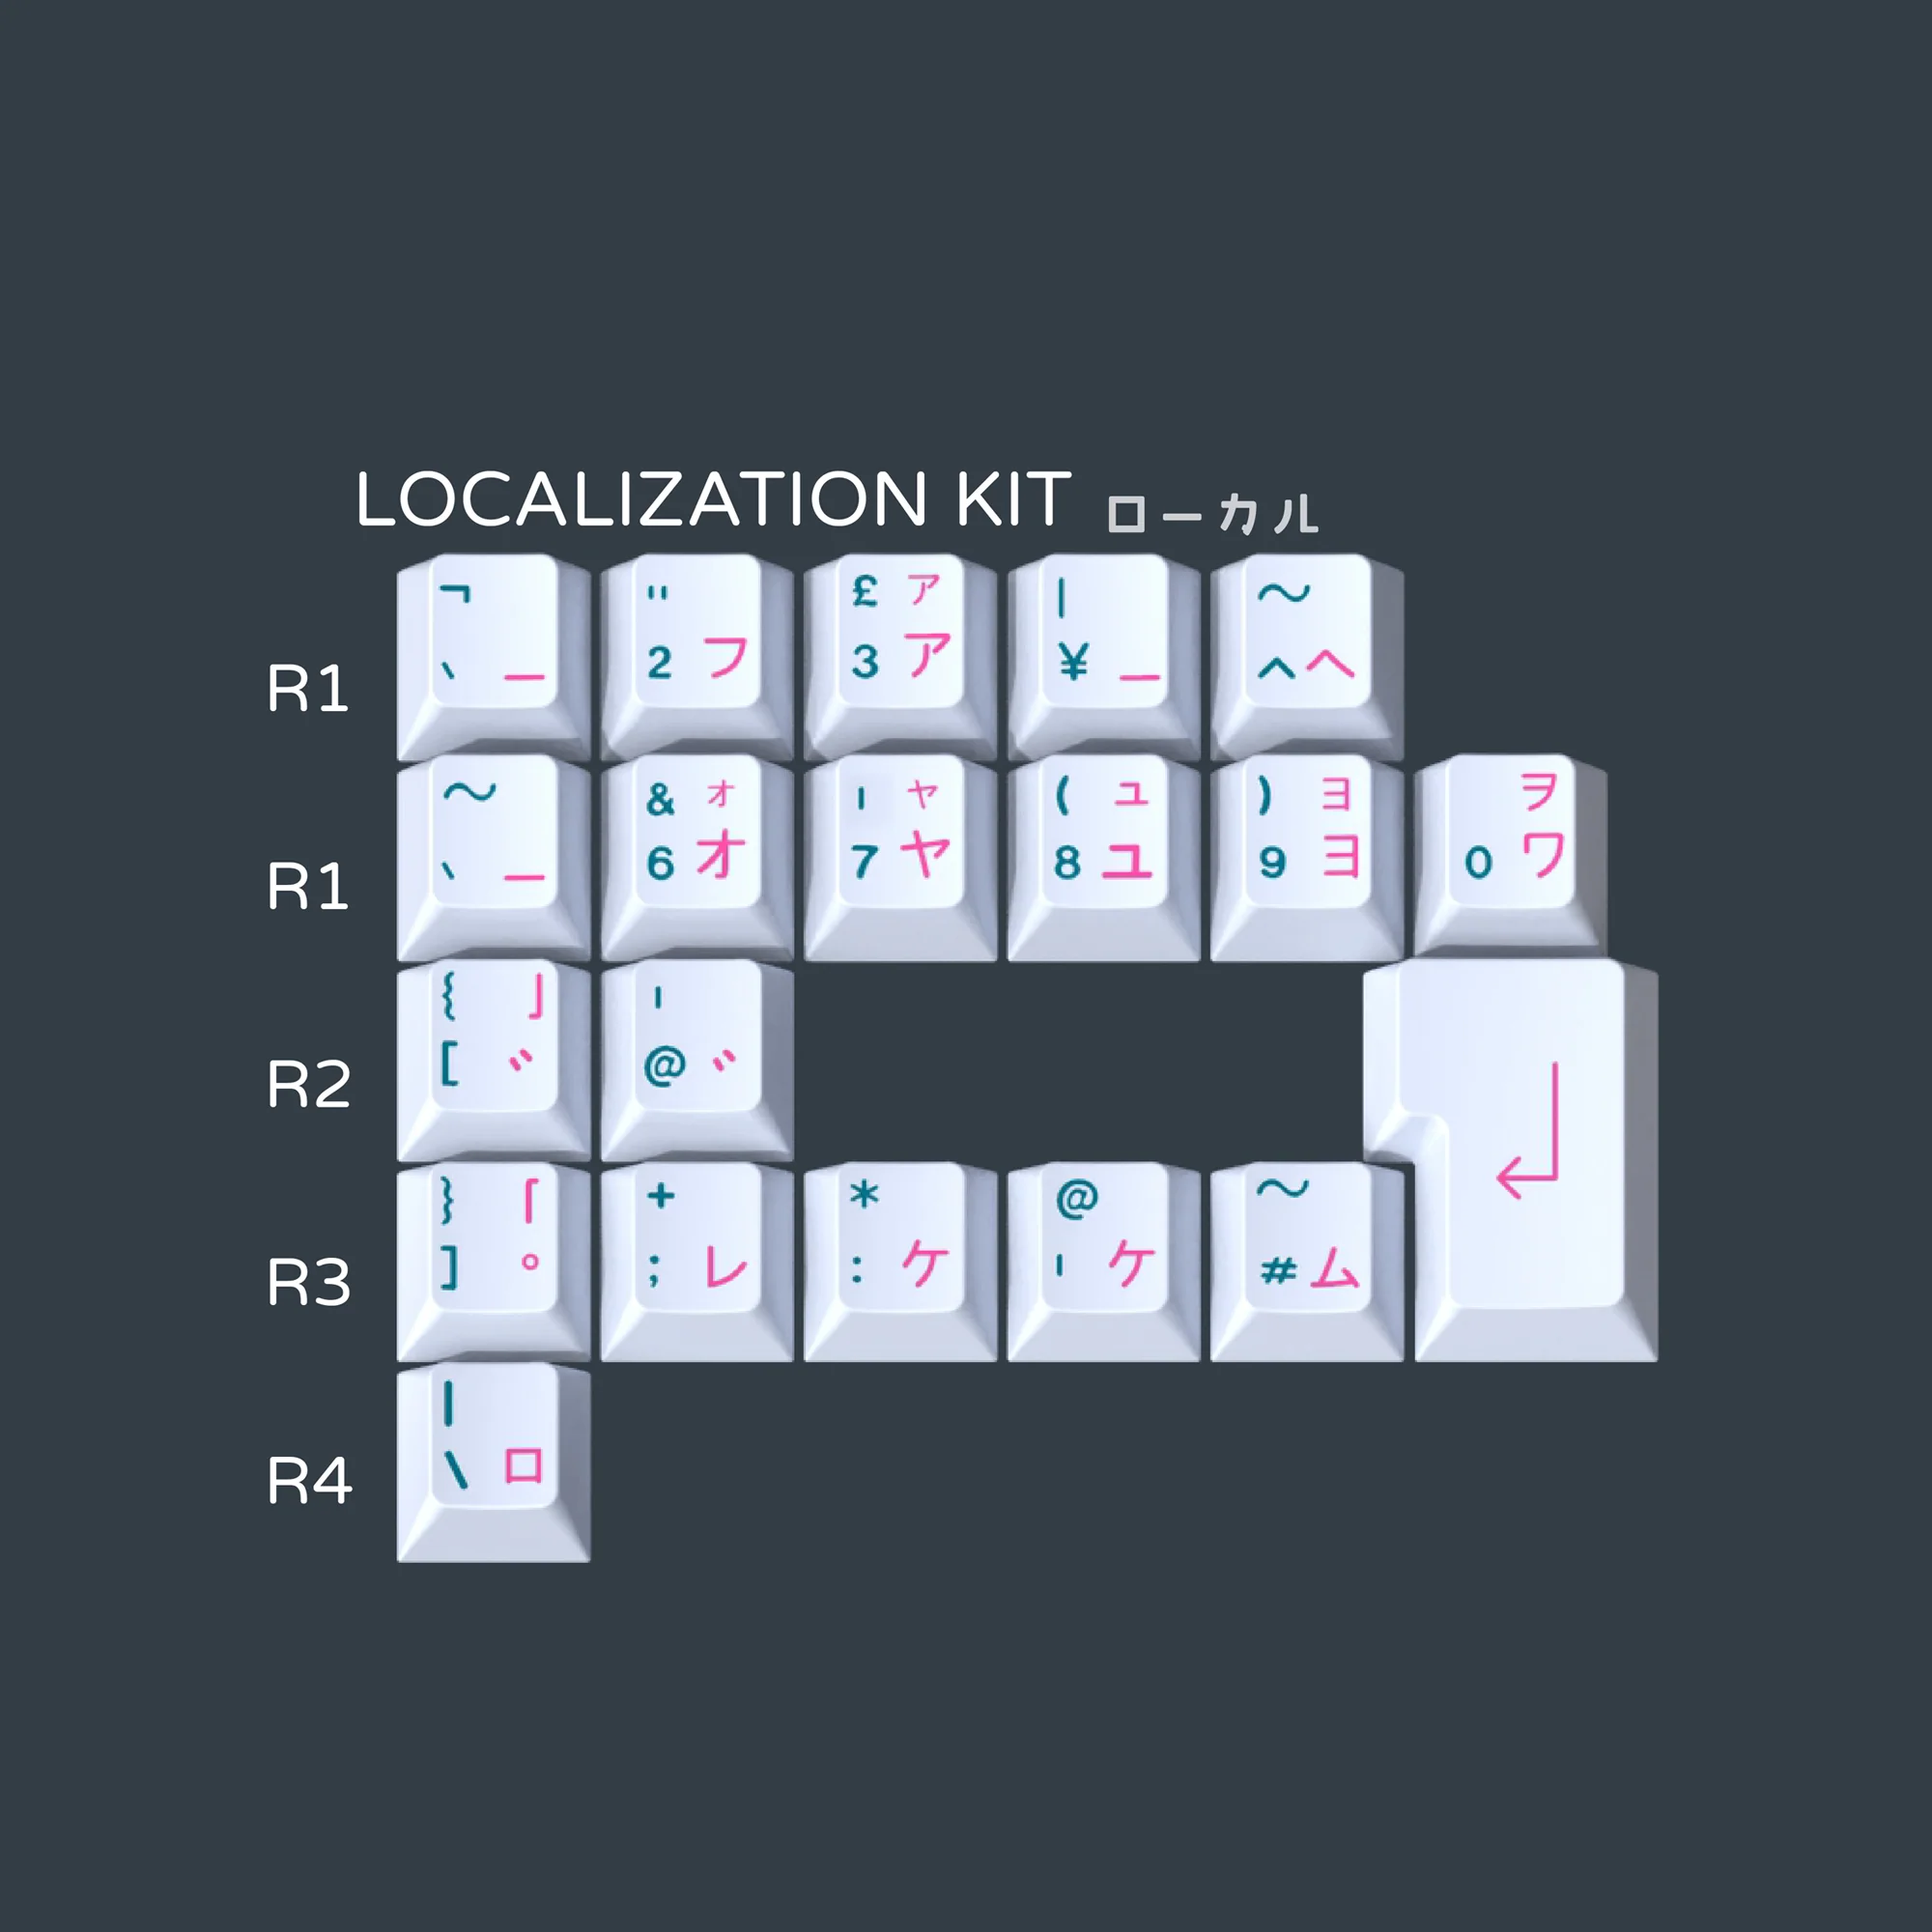 LOCALIZATION KIT ローカル
¬ " £ ァ | ~
R1 ` ー 2 フ 3 ア ¥ ー ^ ヘ
~ & ォ ' ャ ( ュ ) ョ ヲ
R1 ` ー 6 オ 7 ヤ 8 ユ 9 ヨ 0 ワ
{ 」 '
R2 [ ゛ @ ゛
} 「 + * @ ~
R3 ] ゜ ; レ : ケ ' ケ # ム
|
R4 \ ロ